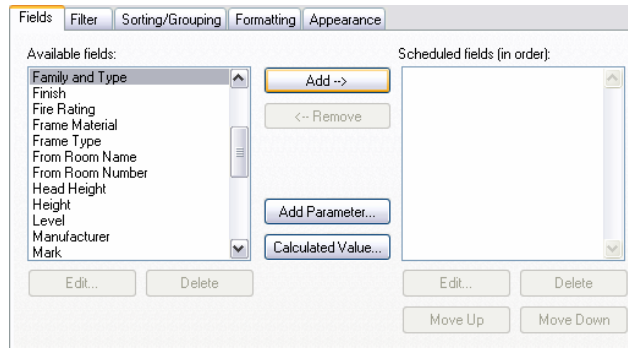 Fields Filter Sorting/Grouping Formatting Appearance
Available fields: Scheduled fields (in order):
Family and Type
Finish
Fire Rating
Frame Material
Frame Type
From Room Name
From Room Number
Head Height
Height
Level
Manufacturer
Mark
Add -->
<-- Remove
Add Parameter...
Calculated Value...
Edit... Delete Edit... Delete
Move Up Move Down